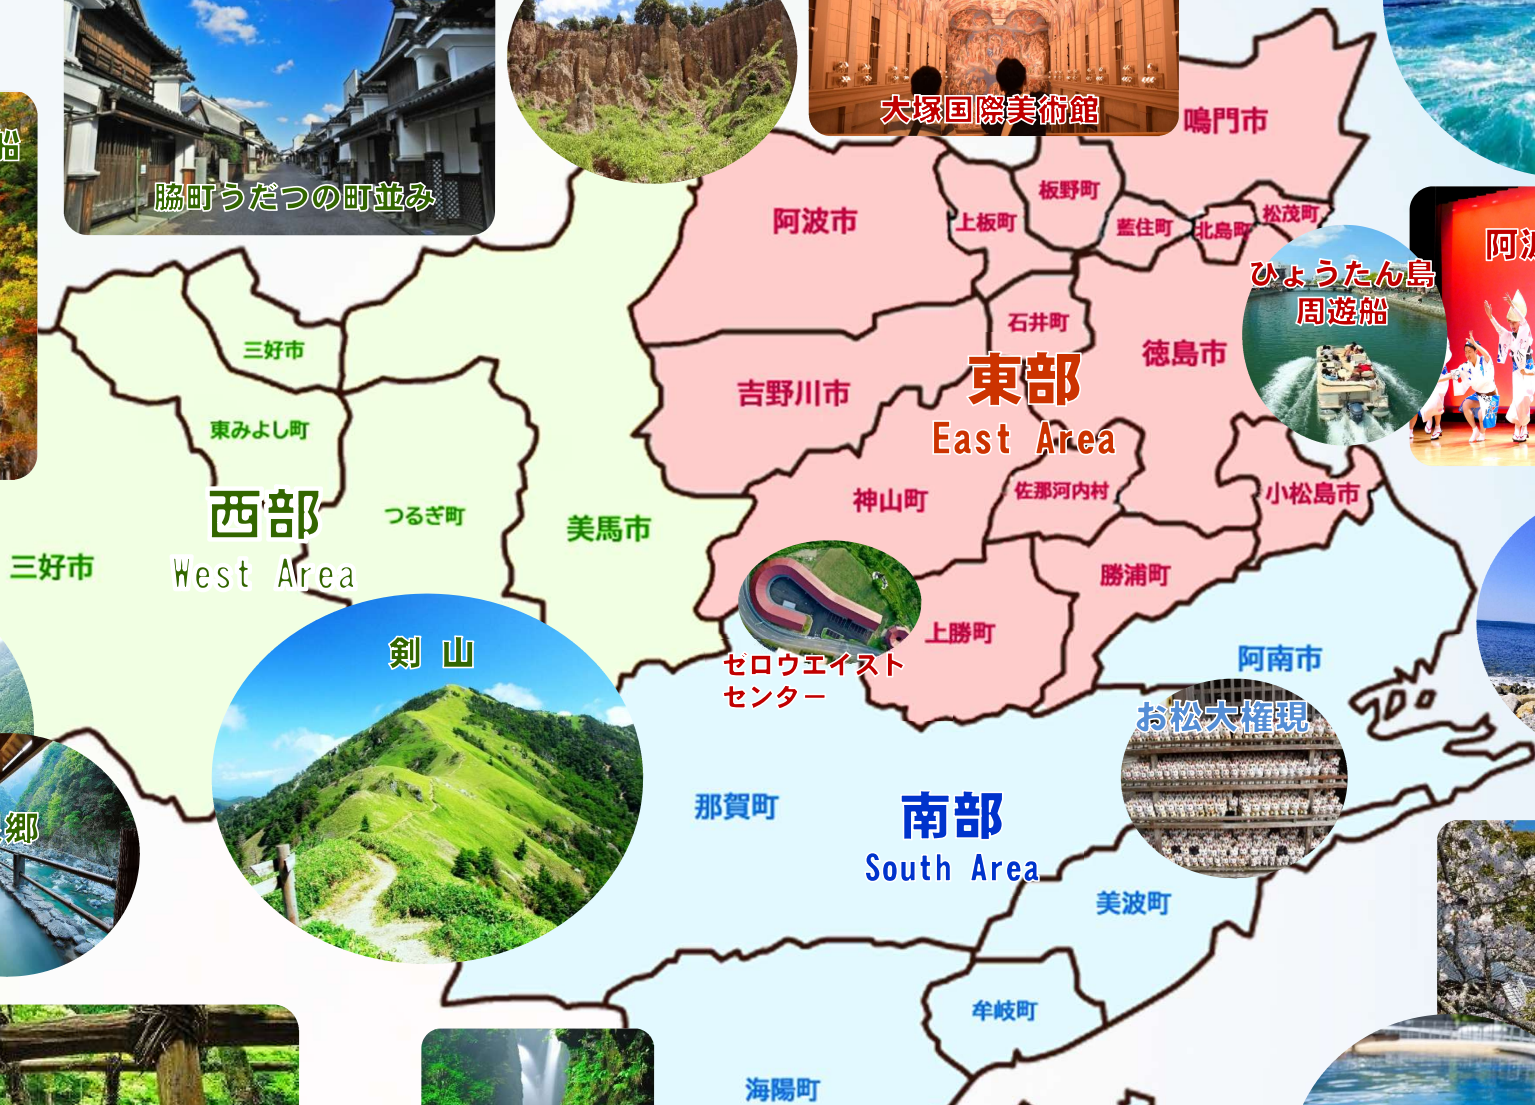 大塚国際美術館
船
脇町うだつの町並み
鳴門市
板野町
阿波市
上板町
藍住町
北島町
松茂町
阿波
ひょうたん島
周遊船
三好市
石井町
徳島市
東部
East Area
吉野川市
東みよし町
西部
West Area
つるぎ町
美馬市
神山町
佐那河内村
小松島市
三好市
勝浦町
上勝町
ゼロウエイスト
センター
剣 山
阿南市
お松大権現
那賀町
南部
South Area
郷
美波町
牟岐町
海陽町